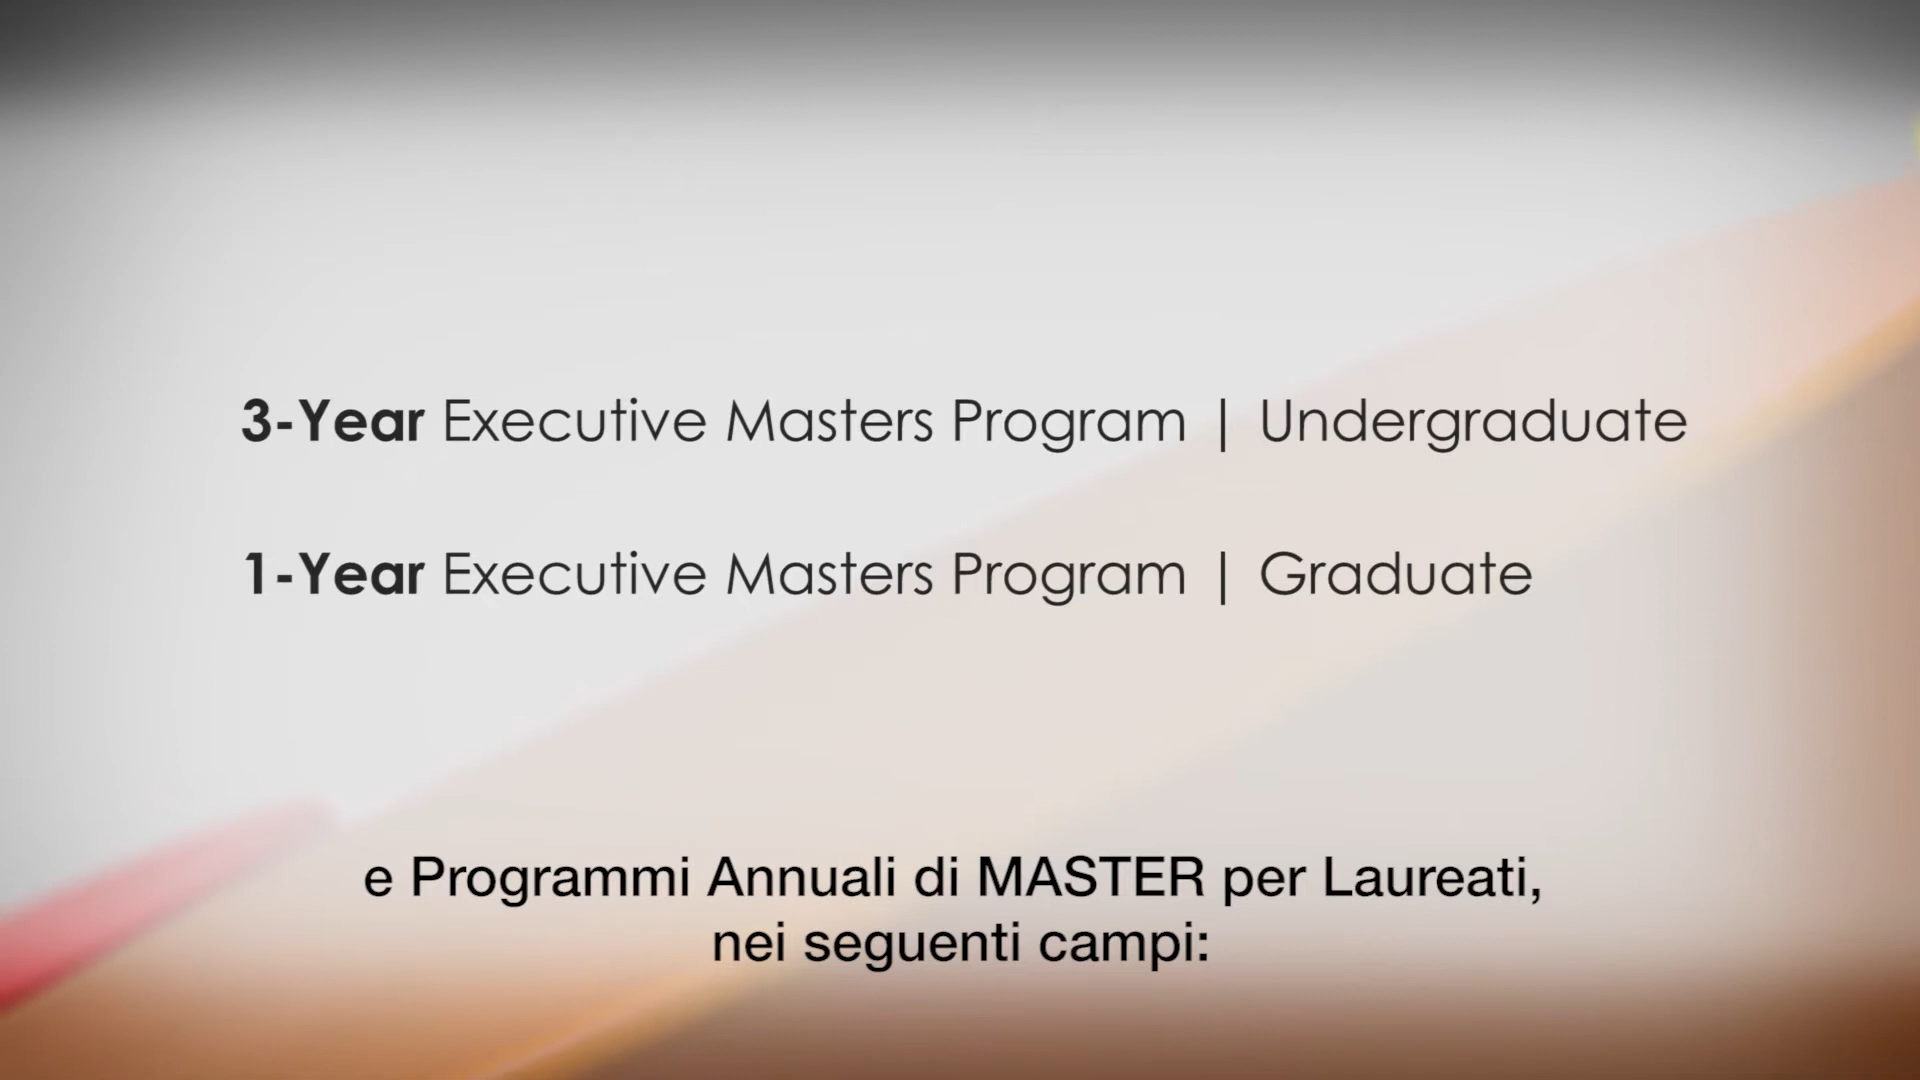 3-Year Executive Masters Program | Undergraduate
1-Year Executive Masters Program | Graduate
e Programmi Annuali di MASTER per Laureati,
nei seguenti campi: